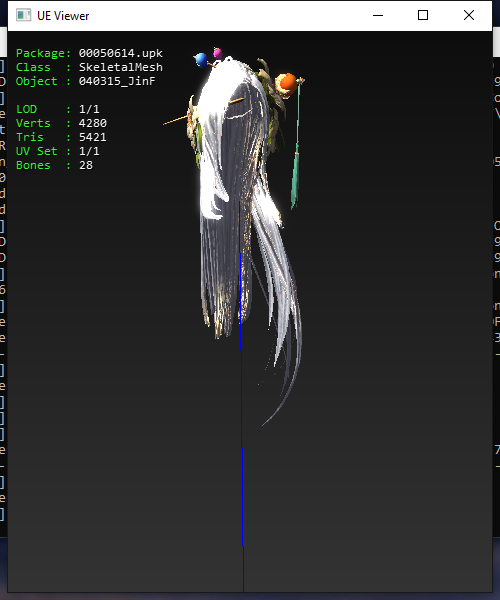 UE Viewer
Package: 00050614.upk
Class  : SkeletalMesh
Object : 040315_JinF
LOD    : 1/1
Verts  : 4280
Tris   : 5421
UV Set : 1/1
Bones  : 28